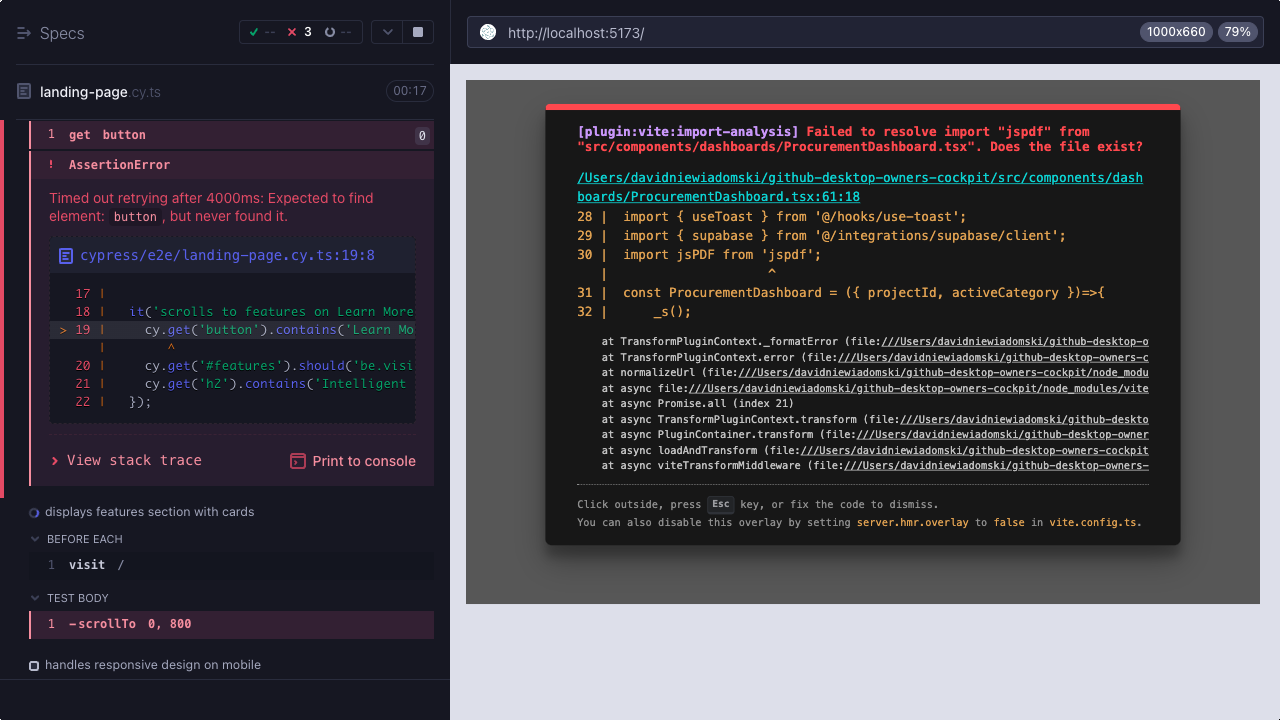 Specs
-- 3 --
landing-page.cy.ts
00:17
1 get button 0
! AssertionError
Timed out retrying after 4000ms: Expected to find
element: button, but never found it.
cypress/e2e/landing-page.cy.ts:19:8
17 |
18 | it('scrolls to features on Learn More
> 19 | cy.get('button').contains('Learn Mo
| ^
20 | cy.get('#features').should('be.visi
21 | cy.get('h2').contains('Intelligent
22 | });
View stack trace
Print to console
displays features section with cards
BEFORE EACH
1 visit /
TEST BODY
1 -scrollTo 0, 800
handles responsive design on mobile
http://localhost:5173/
1000x660 79%
[plugin:vite:import-analysis] Failed to resolve import "jspdf" from
"src/components/dashboards/ProcurementDashboard.tsx". Does the file exist?
/Users/davidniewiadomski/github-desktop-owners-cockpit/src/components/dash
boards/ProcurementDashboard.tsx:61:18
28 | import { useToast } from '@/hooks/use-toast';
29 | import { supabase } from '@/integrations/supabase/client';
30 | import jsPDF from 'jspdf';
| ^
31 | const ProcurementDashboard = ({ projectId, activeCategory })=>{
32 | _s();
at TransformPluginContext._formatError (file:///Users/davidniewiadomski/github-desktop-o
at TransformPluginContext.error (file:///Users/davidniewiadomski/github-desktop-owners-c
at normalizeUrl (file:///Users/davidniewiadomski/github-desktop-owners-cockpit/node_modu
at async file:///Users/davidniewiadomski/github-desktop-owners-cockpit/node_modules/vite
at async Promise.all (index 21)
at async TransformPluginContext.transform (file:///Users/davidniewiadomski/github-deskto
at async PluginContainer.transform (file:///Users/davidniewiadomski/github-desktop-owner
at async loadAndTransform (file:///Users/davidniewiadomski/github-desktop-owners-cockpit
at async viteTransformMiddleware (file:///Users/davidniewiadomski/github-desktop-owners-
Click outside, press Esc key, or fix the code to dismiss.
You can also disable this overlay by setting server.hmr.overlay to false in vite.config.ts.